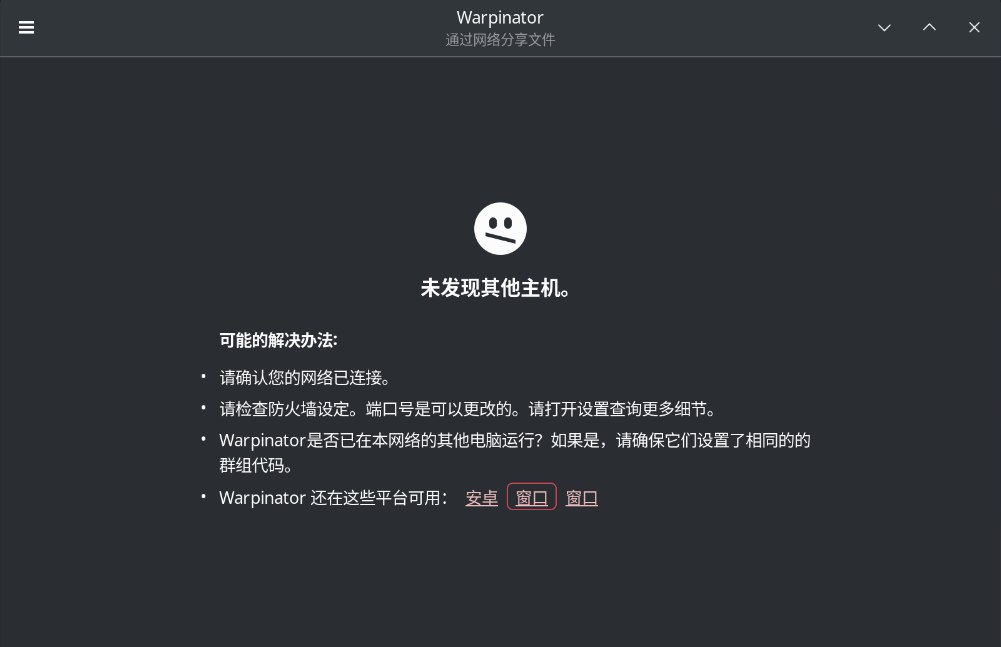 Warpinator
通过网络分享文件
未发现其他主机。
可能的解决办法:
• 请确认您的网络已连接。
• 请检查防火墙设定。端口号是可以更改的。请打开设置查询更多细节。
• Warpinator是否已在本网络的其他电脑运行？如果是，请确保它们设置了相同的的
群组代码。
• Warpinator 还在这些平台可用： 安卓 窗口 窗口